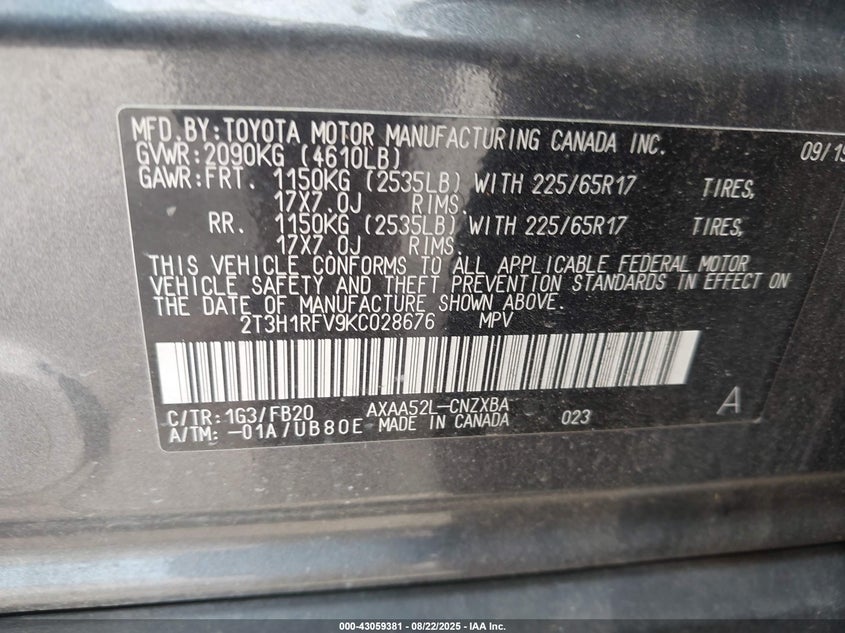 MFD.BY:TOYOTA MOTOR MANUFACTURING CANADA INC. 09/19
GVWR:2090KG (4610LB)
GAWR:FRT. 1150KG (2535LB) WITH 225/65R17 TIRES,
17X7.0J RIMS.
RR. 1150KG (2535LB) WITH 225/65R17 TIRES,
17X7.0J RIMS.
THIS VEHICLE CONFORMS TO ALL APPLICABLE FEDERAL MOTOR
VEHICLE SAFETY AND THEFT PREVENTION STANDARDS IN EFFECT ON
THE DATE OF MANUFACTURE SHOWN ABOVE.
2T3H1RFV9KC028676 MPV
C/TR:1G3/FB20 AXAA52L-CNZXBA 023 A
A/TM:-01A/UB80E MADE IN CANADA
000-43059381 - 08/22/2025 - IAA Inc.